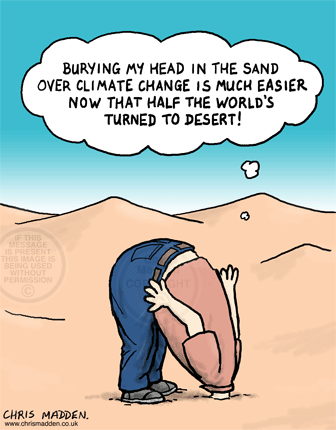 BURYING MY HEAD IN THE SAND
OVER CLIMATE CHANGE IS MUCH EASIER
NOW THAT HALF THE WORLD'S
TURNED TO DESERT!
IF THIS
MESSAGE
IS PRESENT
THIS IMAGE IS
BEING USED
WITHOUT
PERMISSION
©
CHRIS MADDEN.
www.chrismadden.co.uk